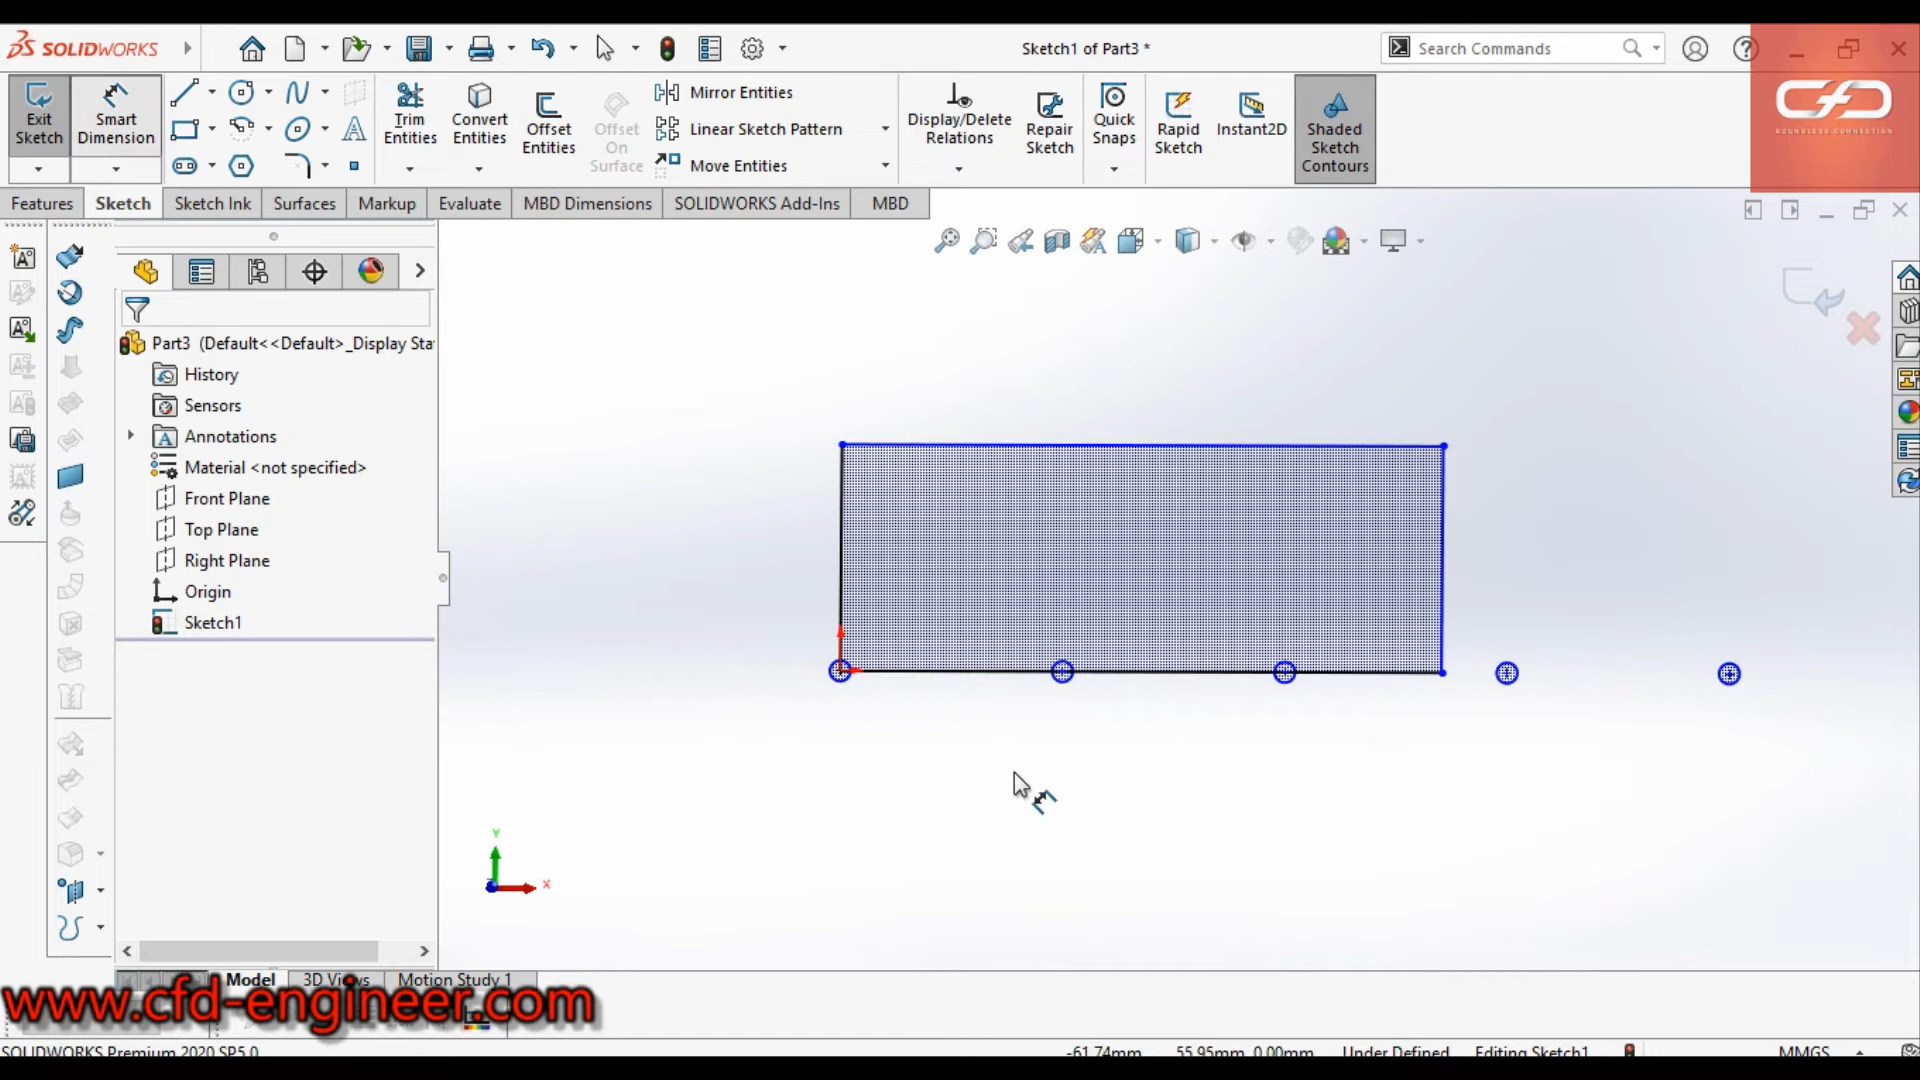 SOLIDWORKS
Sketch1 of Part3 *
Search Commands
Exit Sketch
Smart Dimension
Trim Entities
Convert Entities
Offset Entities
Offset On Surface
Mirror Entities
Linear Sketch Pattern
Move Entities
Display/Delete Relations
Repair Sketch
Quick Snaps
Rapid Sketch
Instant2D
Shaded Sketch Contours
BOUNDLESS CONNECTION
Features
Sketch
Sketch Ink
Surfaces
Markup
Evaluate
MBD Dimensions
SOLIDWORKS Add-Ins
MBD
Part3 (Default<<Default>_Display Sta
History
Sensors
Annotations
Material <not specified>
Front Plane
Top Plane
Right Plane
Origin
Sketch1
Y
X
Model
3D Views
Motion Study 1
www.cfd-engineer.com
SOLIDWORKS Premium 2020 SP5.0
-61.74mm 55.95mm 0.00mm Under Defined Editing Sketch1 MMGS